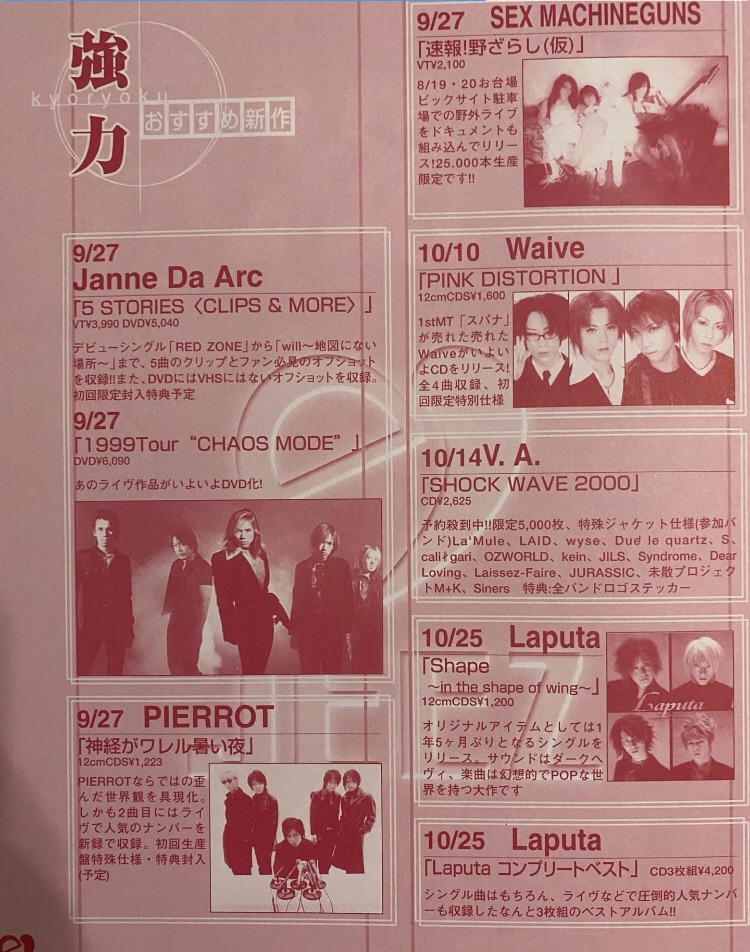 強力
kyoryoku
おすすめ新作
9/27
Janne Da Arc
「5 STORIES〈CLIPS & MORE〉」
VT¥3,990 DVD¥5,040
デビューシングル「RED ZONE」から「will〜地図にない
場所〜」まで、5曲のクリップとファン必見のオフショット
を収録!!また、DVDにはVHSにはないオフショットを収録。
初回限定封入特典予定
9/27
「1999Tour “CHAOS MODE”」
DVD¥6,090
あのライヴ作品がいよいよDVD化!
9/27 PIERROT
「神経がワレル暑い夜」
12cmCDS¥1,223
PIERROTならではの歪
んだ世界観を具現化。
しかも2曲目にはライ
ヴで人気のナンバーを
新録で収録。初回生産
盤特殊仕様・特典封入
(予定)
9/27 SEX MACHINEGUNS
「速報!野ざらし(仮)」
VTV2,100
8/19・20お台場
ビックサイト駐車
場での野外ライブ
をドキュメントも
組み込んでリリー
ス!25.000本生産
限定です!!
10/10 Waive
「PINK DISTORTION 」
12cmCDS¥1,600
1stMT「スパナ」
が売れた売れた
Waiveがいよい
よCDをリリース!
全4曲収録、初
回限定特別仕様
10/14V. A.
「SHOCK WAVE 2000」
CD¥2,625
予約殺到中!!限定5,000枚、特殊ジャケット仕様(参加バ
ンド)La'Mule、LAID、wyse、Due' le quartz、S、
cali≠gari、OZWORLD、kein、JILS、Syndrome、Dear
Loving、Laissez-Faire、JURASSIC、未散プロジェク
トM+K、Siners 特典:全バンドロゴステッカー
10/25 Laputa
「Shape
〜in the shape of wing〜」
12cmCDS¥1,200
オリジナルアイテムとしては1
年5ヶ月ぶりとなるシングルを
リリース。サウンドはダークヘ
ヴィ、楽曲は幻想的でPOPな世
界を持つ大作です
Laputa
10/25 Laputa
「Laputa コンプリートベスト」 CD3枚組¥4,200
シングル曲はもちろん、ライヴなどで圧倒的人気ナンバ
ーも収録したなんと3枚組のベストアルバム!!